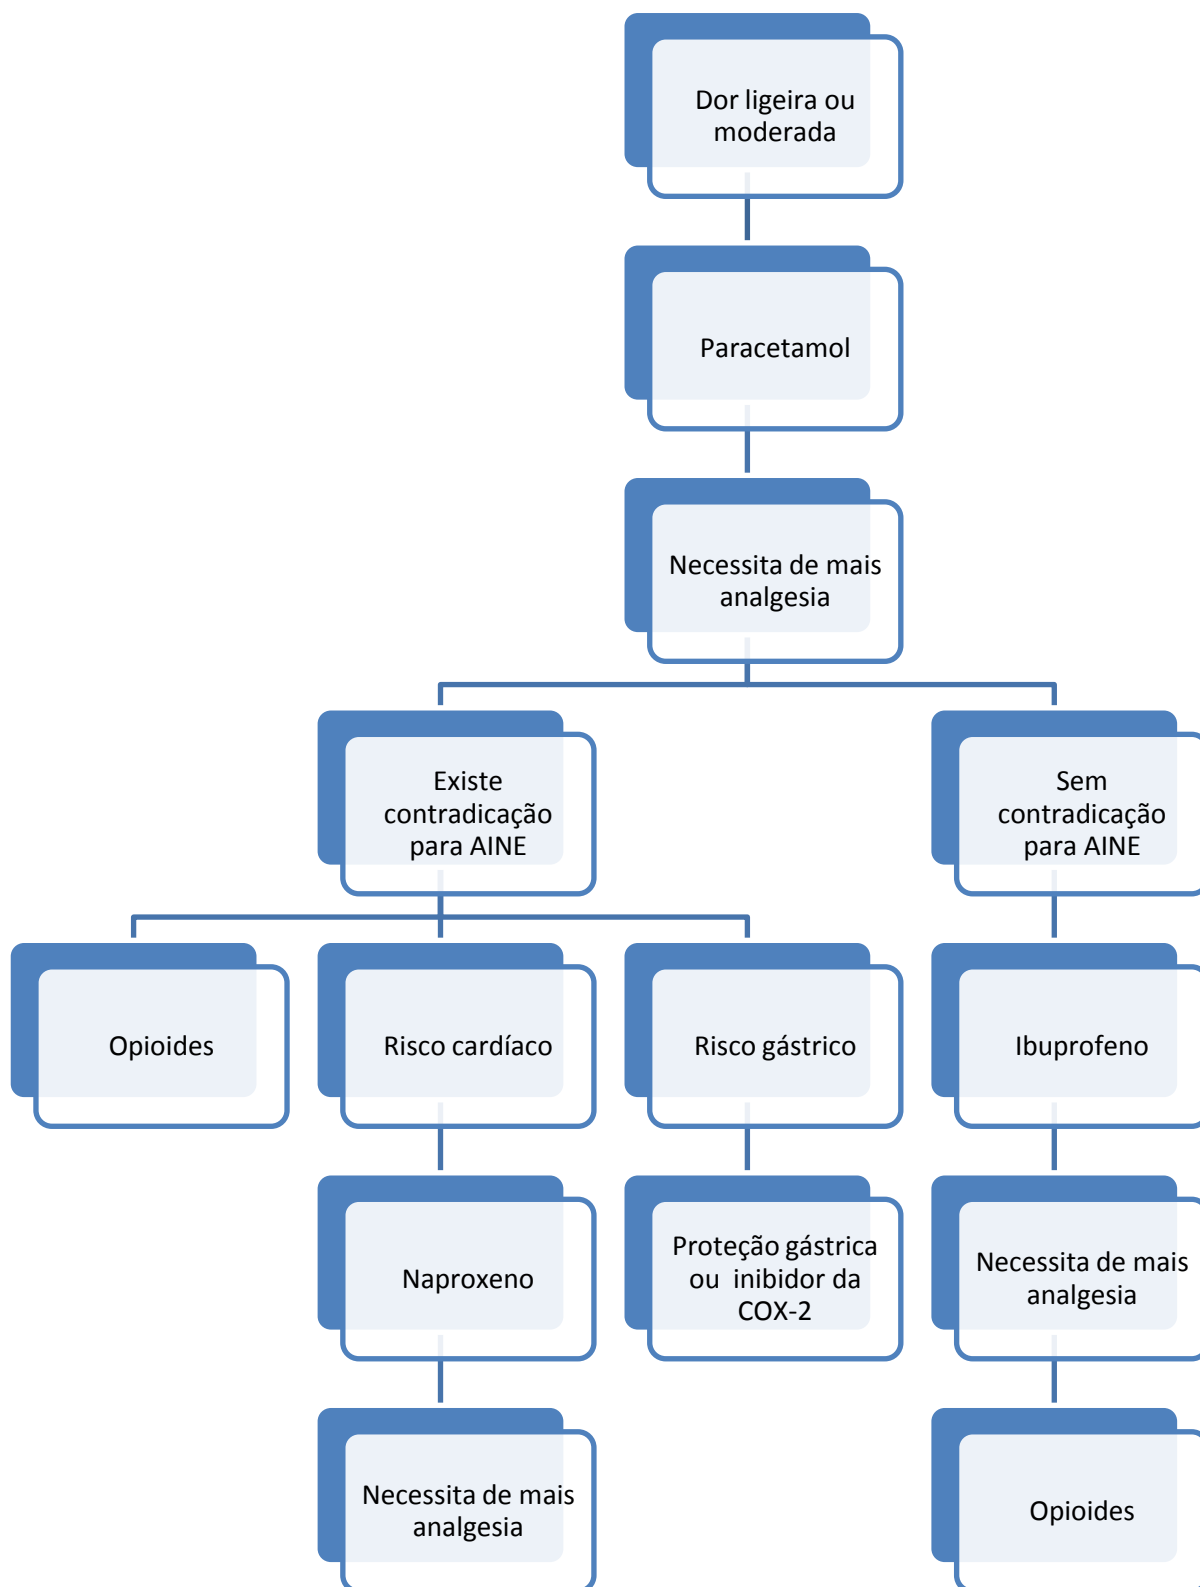 Dor ligeira ou
moderada
Paracetamol
Necessita de mais
analgesia
Existe
contradicação
para AINE
Sem
contradicação
para AINE
Opioides
Risco cardíaco
Risco gástrico
Ibuprofeno
Naproxeno
Proteção gástrica
ou inibidor da
COX-2
Necessita de mais
analgesia
Necessita de mais
analgesia
Opioides